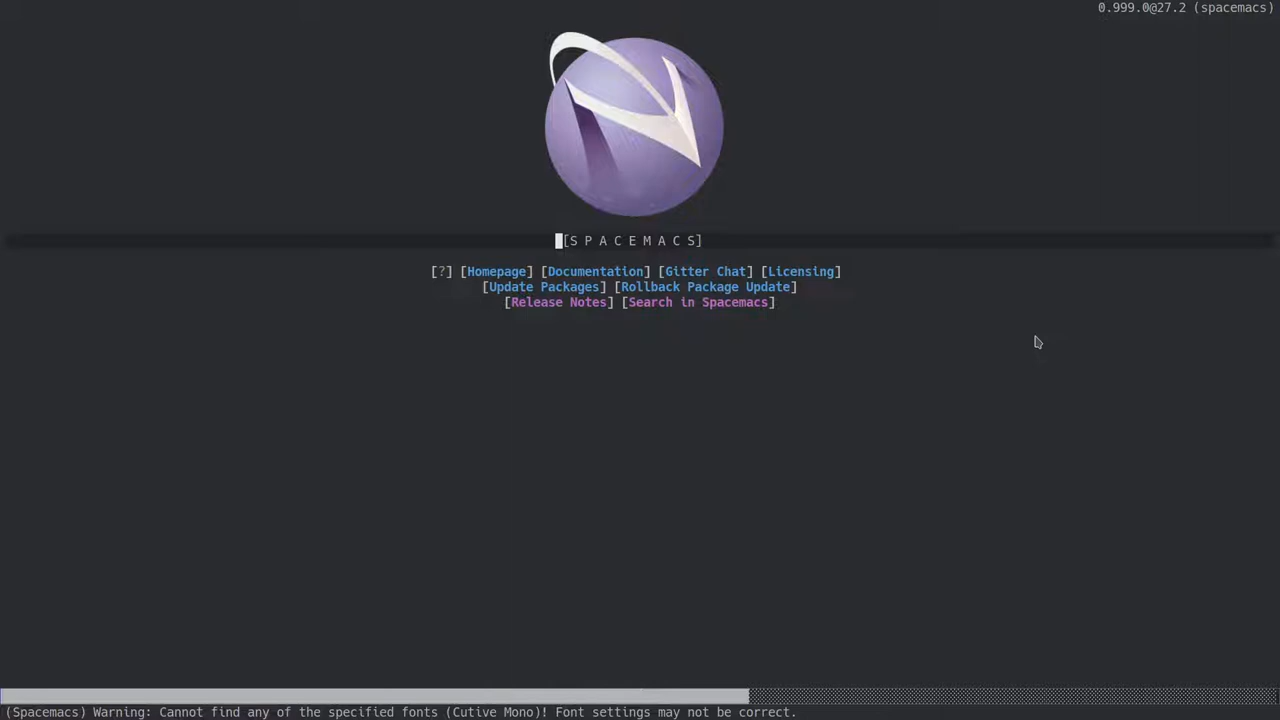 0.999.0@27.2 (spacemacs)
[S P A C E M A C S]
[?] [Homepage] [Documentation] [Gitter Chat] [Licensing]
[Update Packages] [Rollback Package Update]
[Release Notes] [Search in Spacemacs]
(Spacemacs) Warning: Cannot find any of the specified fonts (Cutive Mono)! Font settings may not be correct.